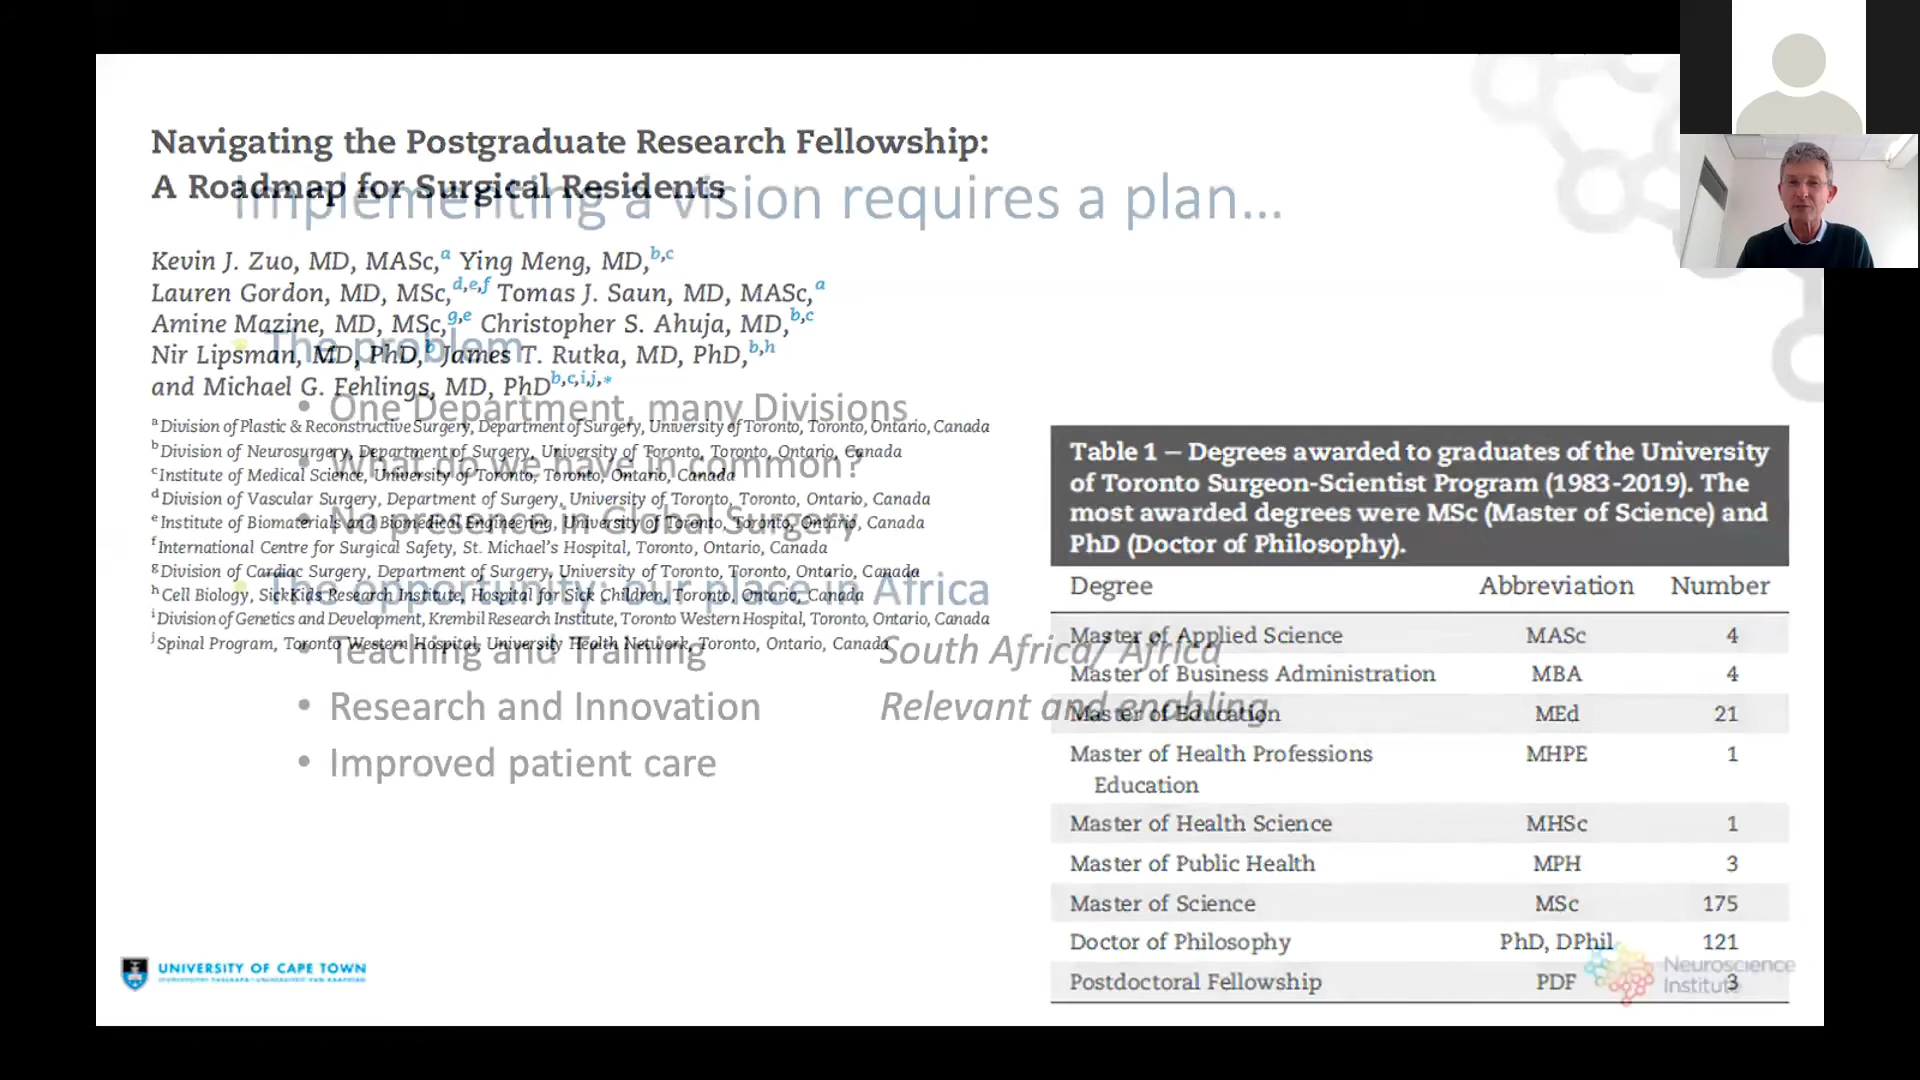 Navigating the Postgraduate Research Fellowship:
A Roadmap for Surgical Residents
Implementing a vision requires a plan...
Kevin J. Zuo, MD, MASc,a Ying Meng, MD,b,c
Lauren Gordon, MD, MSc,d,e,f Tomas J. Saun, MD, MASc,a
Amine Mazine, MD, MSc,g,e Christopher S. Ahuja, MD,b,c
Nir Lipsman, MD, PhD,b James T. Rutka, MD, PhD,b,h
and Michael G. Fehlings, MD, PhDb,c,i,j,*
a Division of Plastic & Reconstructive Surgery, Department of Surgery, University of Toronto, Toronto, Ontario, Canada
b Division of Neurosurgery, Department of Surgery, University of Toronto, Toronto, Ontario, Canada
c Institute of Medical Science, University of Toronto, Toronto, Ontario, Canada
d Division of Vascular Surgery, Department of Surgery, University of Toronto, Toronto, Ontario, Canada
e Institute of Biomaterials and Biomedical Engineering, University of Toronto, Toronto, Ontario, Canada
f International Centre for Surgical Safety, St. Michael's Hospital, Toronto, Ontario, Canada
g Division of Cardiac Surgery, Department of Surgery, University of Toronto, Toronto, Ontario, Canada
h Cell Biology, SickKids Research Institute, Hospital for Sick Children, Toronto, Ontario, Canada
i Division of Genetics and Development, Krembil Research Institute, Toronto Western Hospital, Toronto, Ontario, Canada
j Spinal Program, Toronto Western Hospital, University Health Network, Toronto, Ontario, Canada
• The problem
• One Department, many Divisions
• What do we have in common?
• No presence in Global Surgery
• The opportunity: our place in Africa
• Teaching and Training South Africa/ Africa
• Research and Innovation Relevant and enabling
• Improved patient care
Table 1 – Degrees awarded to graduates of the University
of Toronto Surgeon-Scientist Program (1983-2019). The
most awarded degrees were MSc (Master of Science) and
PhD (Doctor of Philosophy).
Degree Abbreviation Number
Master of Applied Science MASc 4
Master of Business Administration MBA 4
Master of Education MEd 21
Master of Health Professions MHPE 1
Education
Master of Health Science MHSc 1
Master of Public Health MPH 3
Master of Science MSc 175
Doctor of Philosophy PhD, DPhil 121
Postdoctoral Fellowship PDF 3
UNIVERSITY OF CAPE TOWN
Neuroscience
Institute